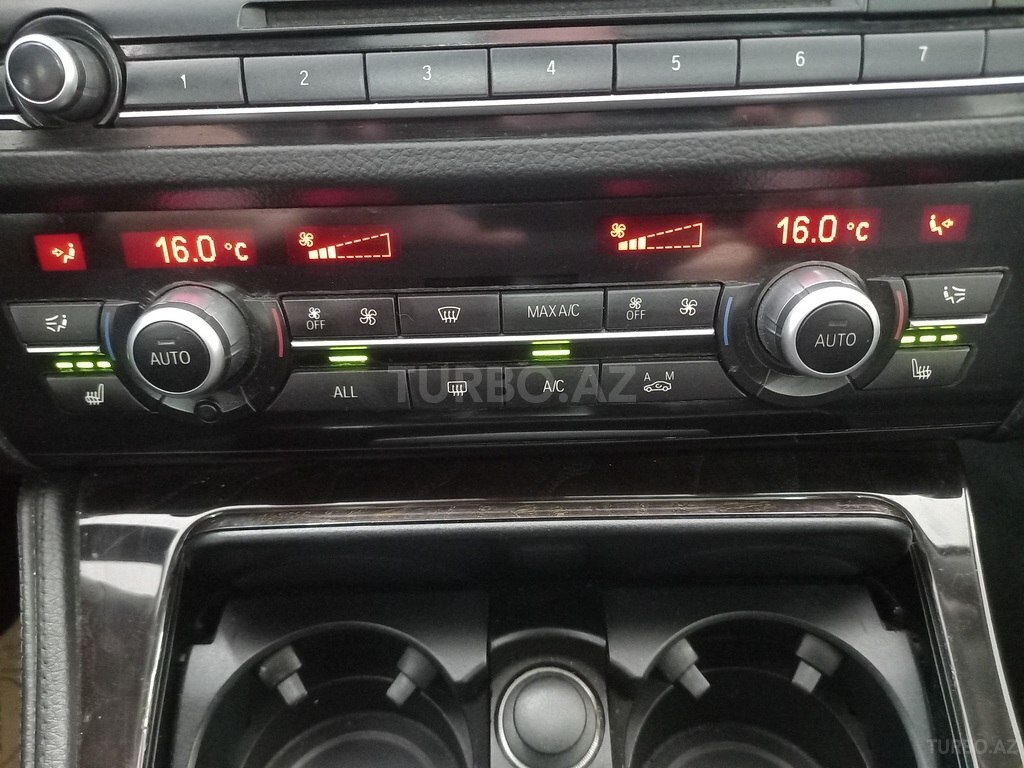 1 2 3 4 5 6 7
16.0 °C 16.0 °C
OFF MAX A/C OFF
AUTO AUTO
ALL A/C A M
TURBO.AZ
TURBO.AZ